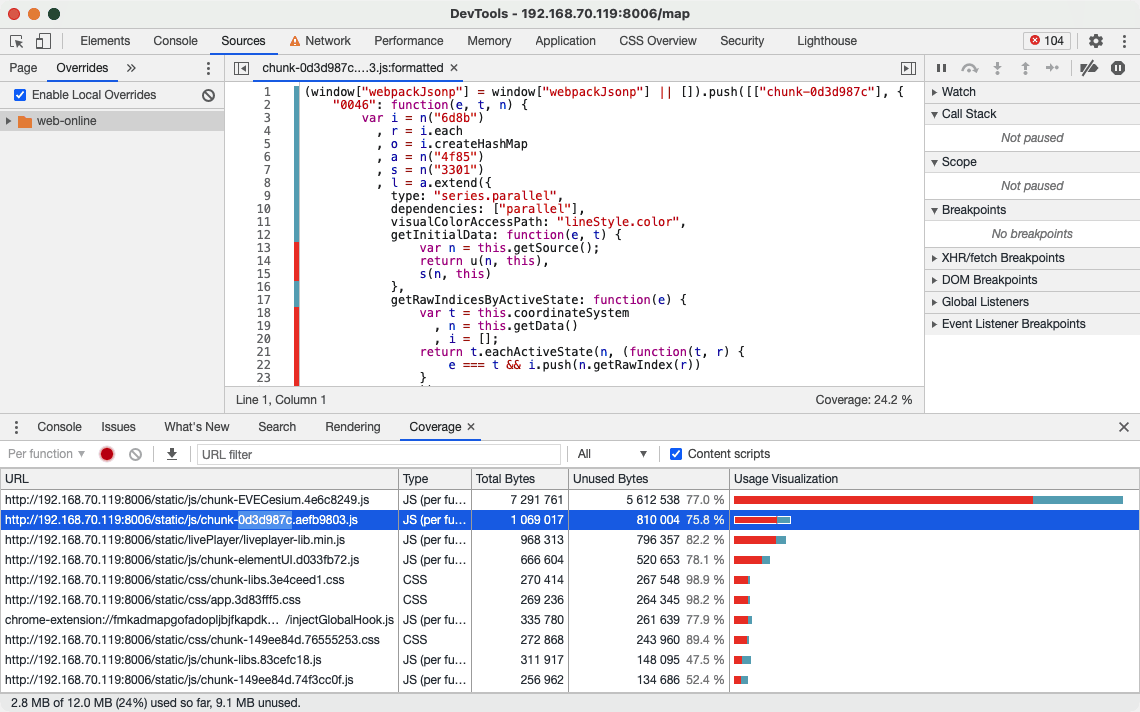 DevTools - 192.168.70.119:8006/map
Elements Console Sources Network Performance Memory Application CSS Overview Security Lighthouse 104
Page Overrides »
Enable Local Overrides
web-online
chunk-0d3d987c.…3.js:formatted ×
1 (window["webpackJsonp"] = window["webpackJsonp"] || []).push([["chunk-0d3d987c"], {
2 "0046": function(e, t, n) {
3 var i = n("6d8b")
4 , r = i.each
5 , o = i.createHashMap
6 , a = n("4f85")
7 , s = n("3301")
8 , l = a.extend({
9 type: "series.parallel",
10 dependencies: ["parallel"],
11 visualColorAccessPath: "lineStyle.color",
12 getInitialData: function(e, t) {
13 var n = this.getSource();
14 return u(n, this),
15 s(n, this)
16 },
17 getRawIndicesByActiveState: function(e) {
18 var t = this.coordinateSystem
19 , n = this.getData()
20 , i = [];
21 return t.eachActiveState(n, (function(t, r) {
22 e === t && i.push(n.getRawIndex(r))
23 }
Line 1, Column 1 Coverage: 24.2 %
Watch
Call Stack
Not paused
Scope
Not paused
Breakpoints
No breakpoints
XHR/fetch Breakpoints
DOM Breakpoints
Global Listeners
Event Listener Breakpoints
Console Issues What's New Search Rendering Coverage ×
Per function URL filter All Content scripts
URL Type Total Bytes Unused Bytes Usage Visualization
http://192.168.70.119:8006/static/js/chunk-EVECesium.4e6c8249.js JS (per fu… 7 291 761 5 612 538 77.0 %
http://192.168.70.119:8006/static/js/chunk-0d3d987c.aefb9803.js JS (per fu… 1 069 017 810 004 75.8 %
http://192.168.70.119:8006/static/livePlayer/liveplayer-lib.min.js JS (per fu… 968 313 796 357 82.2 %
http://192.168.70.119:8006/static/js/chunk-elementUI.d033fb72.js JS (per fu… 666 604 520 653 78.1 %
http://192.168.70.119:8006/static/css/chunk-libs.3e4ceed1.css CSS 270 414 267 548 98.9 %
http://192.168.70.119:8006/static/css/app.3d83fff5.css CSS 269 236 264 345 98.2 %
chrome-extension://fmkadmapgofadopljbjfkapdk… /injectGlobalHook.js JS (per fu… 335 780 261 639 77.9 %
http://192.168.70.119:8006/static/css/chunk-149ee84d.76555253.css CSS 272 868 243 960 89.4 %
http://192.168.70.119:8006/static/js/chunk-libs.83cefc18.js JS (per fu… 311 917 148 095 47.5 %
http://192.168.70.119:8006/static/js/chunk-149ee84d.74f3cc0f.js JS (per fu… 256 962 134 686 52.4 %
2.8 MB of 12.0 MB (24%) used so far, 9.1 MB unused.